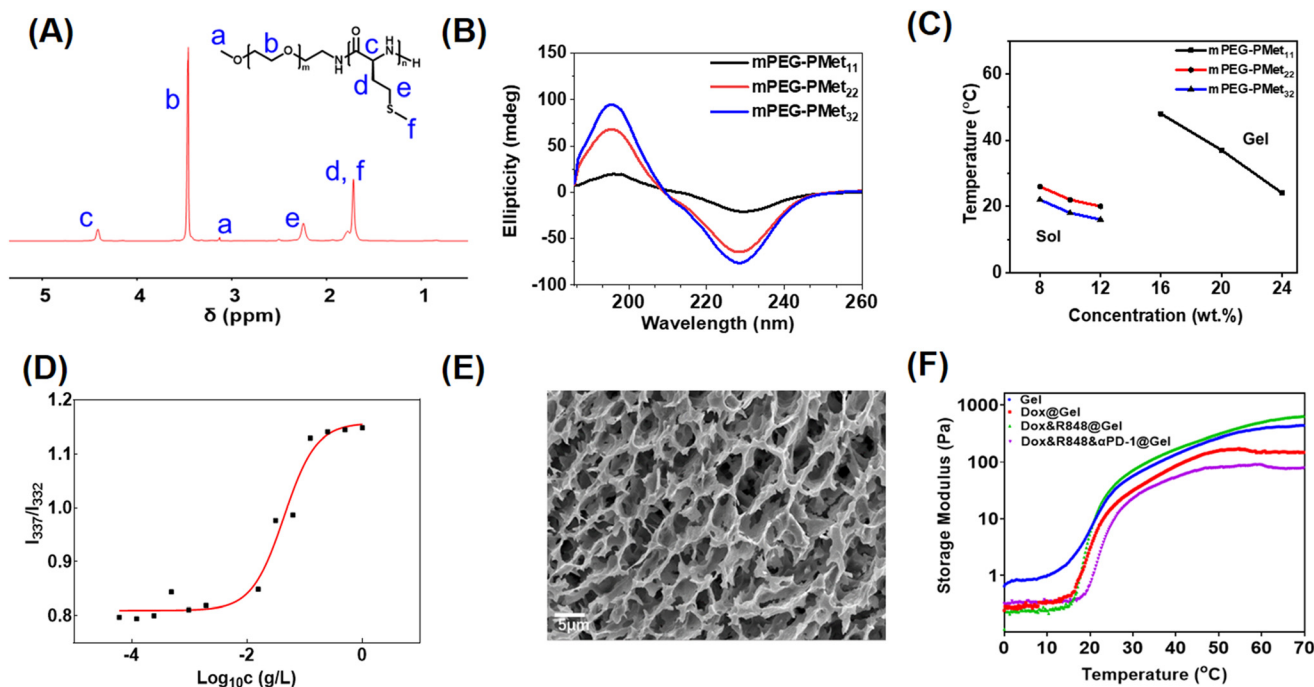 (A)
a
b
c
d
e
f
O
O
m
N
H
O
H
N
n
H
S
b
c
a
e
d, f
5 4 3 2 1
δ (ppm)
(B)
Ellipticity (mdeg)
150
100
50
0
-50
-100
mPEG-PMet11
mPEG-PMet22
mPEG-PMet32
200 220 240 260
Wavelength (nm)
(C)
Temperature (°C)
60
40
20
0
mPEG-PMet11
mPEG-PMet22
mPEG-PMet32
Gel
Sol
8 12 16 20 24
Concentration (wt.%)
(D)
I337/I332
1.2
1.1
1.0
0.9
0.8
-4 -2 0
Log10c (g/L)
(E)
5μm
(F)
Storage Modulus (Pa)
1000
100
10
1
Gel
Dox@Gel
Dox&R848@Gel
Dox&R848&αPD-1@Gel
0 10 20 30 40 50 60 70
Temperature (°C)